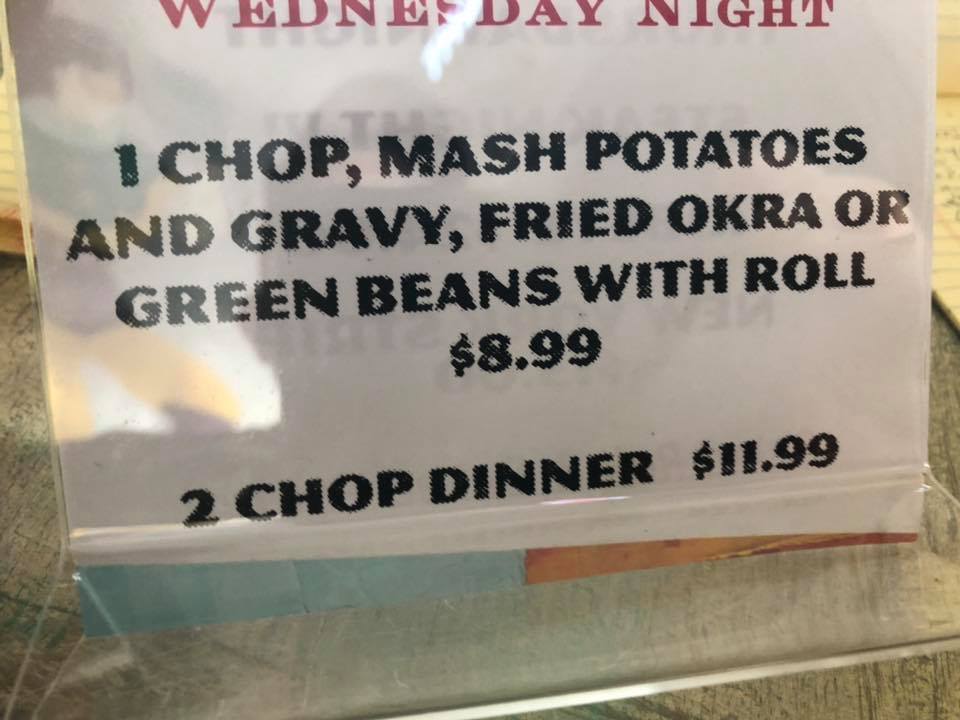 WEDNESDAY NIGHT
1 CHOP, MASH POTATOES
AND GRAVY, FRIED OKRA OR
GREEN BEANS WITH ROLL
$8.99
2 CHOP DINNER $11.99